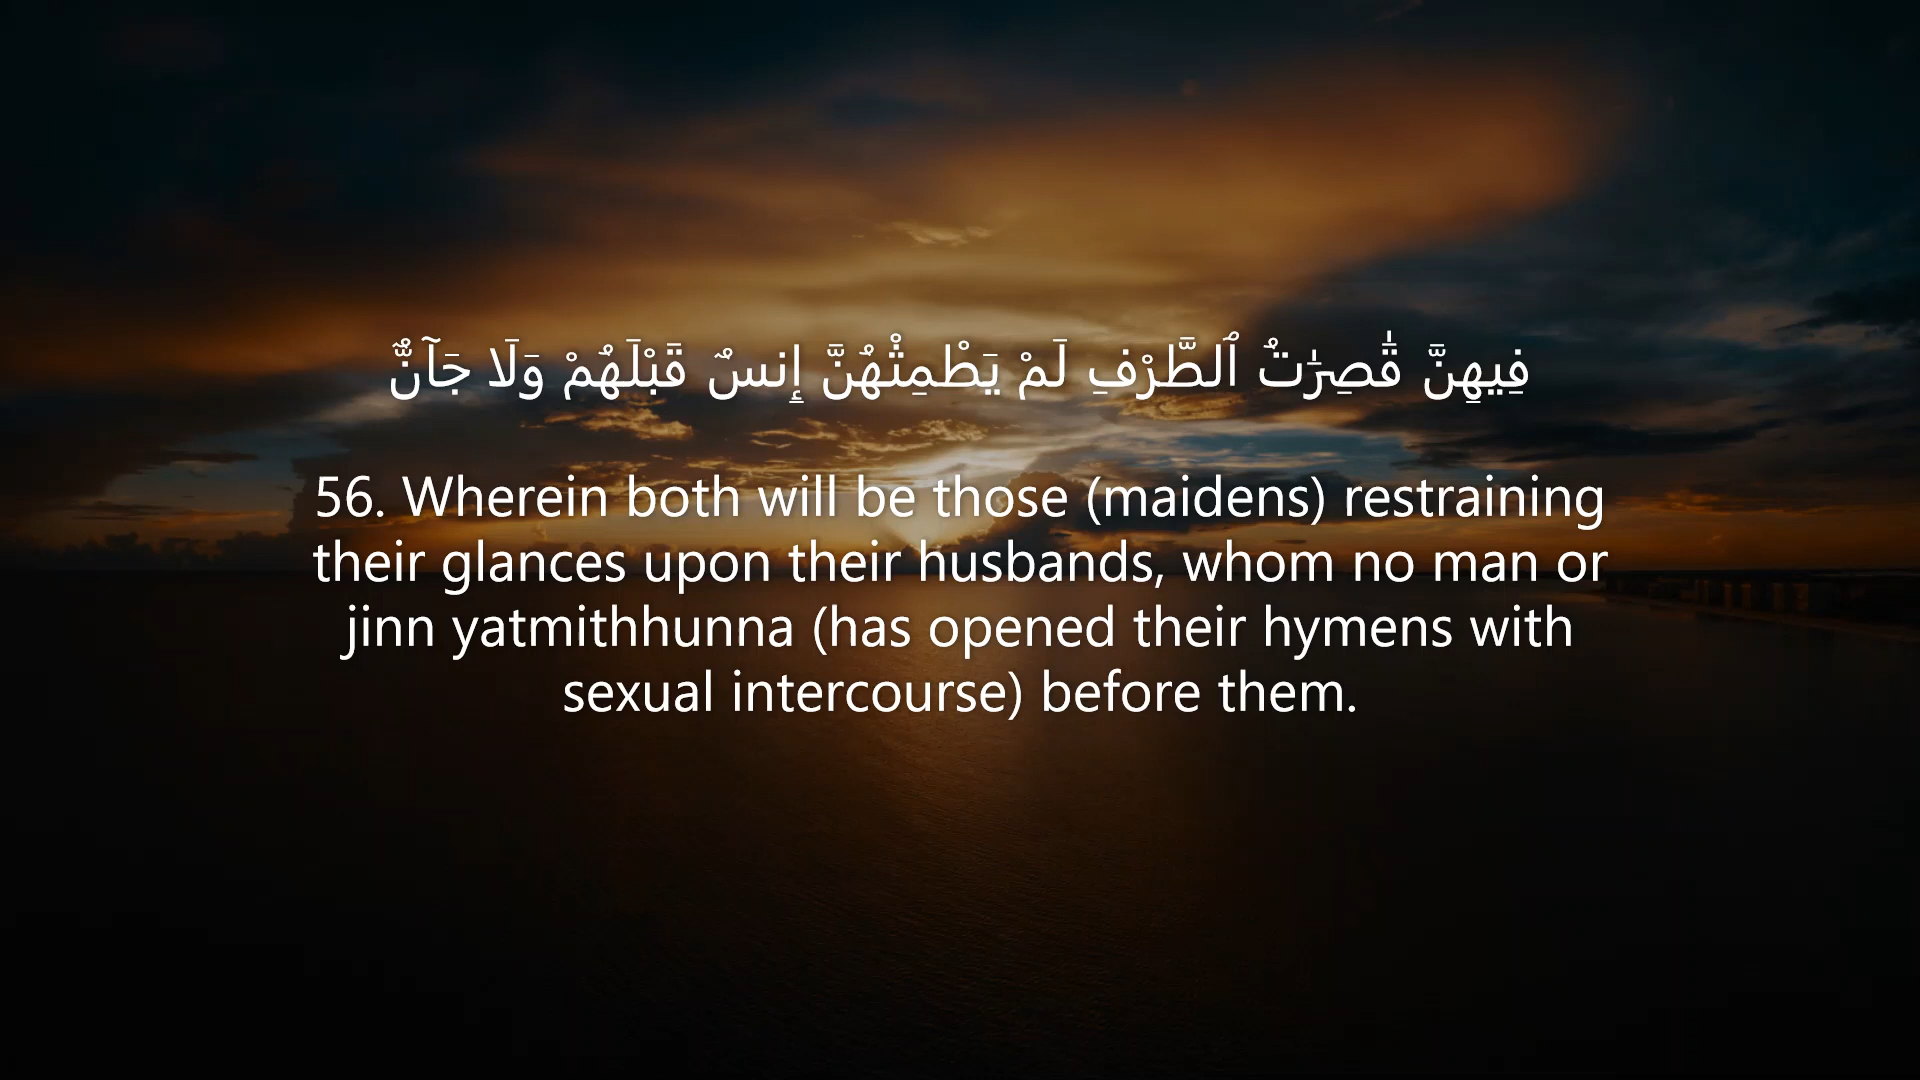 فِيهِنَّ قَٰصِرَٰتُ ٱلطَّرْفِ لَمْ يَطْمِثْهُنَّ إِنسٌ قَبْلَهُمْ وَلَا جَآنٌّ
56. Wherein both will be those (maidens) restraining
their glances upon their husbands, whom no man or
jinn yatmithhunna (has opened their hymens with
sexual intercourse) before them.